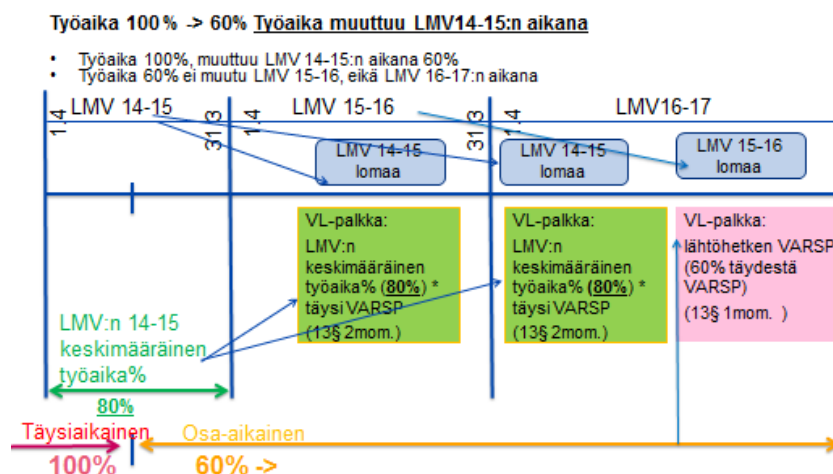 Työaika 100% -> 60% Työaika muuttuu LMV14-15:n aikana
• Työaika 100%, muuttuu LMV 14-15:n aikana 60%
• Työaika 60% ei muutu LMV 15-16, eikä LMV 16-17:n aikana
1.4
LMV 14-15
31.3
1.4
LMV 15-16
31.3
1.4
LMV16-17
LMV 14-15
lomaa
LMV 14-15
lomaa
LMV 15-16
lomaa
VL-palkka:
LMV:n
keskimääräinen
työaika% (80%) *
täysi VARSP
(13§ 2mom.)
VL-palkka:
LMV:n
keskimääräinen
työaika% (80%) *
täysi VARSP
(13§ 2mom.)
VL-palkka:
lähtöhetken VARSP
(60% täydestä
VARSP)
(13§ 1mom. )
LMV:n 14-15
keskimääräinen
työaika%
80%
Täysiaikainen
100%
Osa-aikainen
60% ->